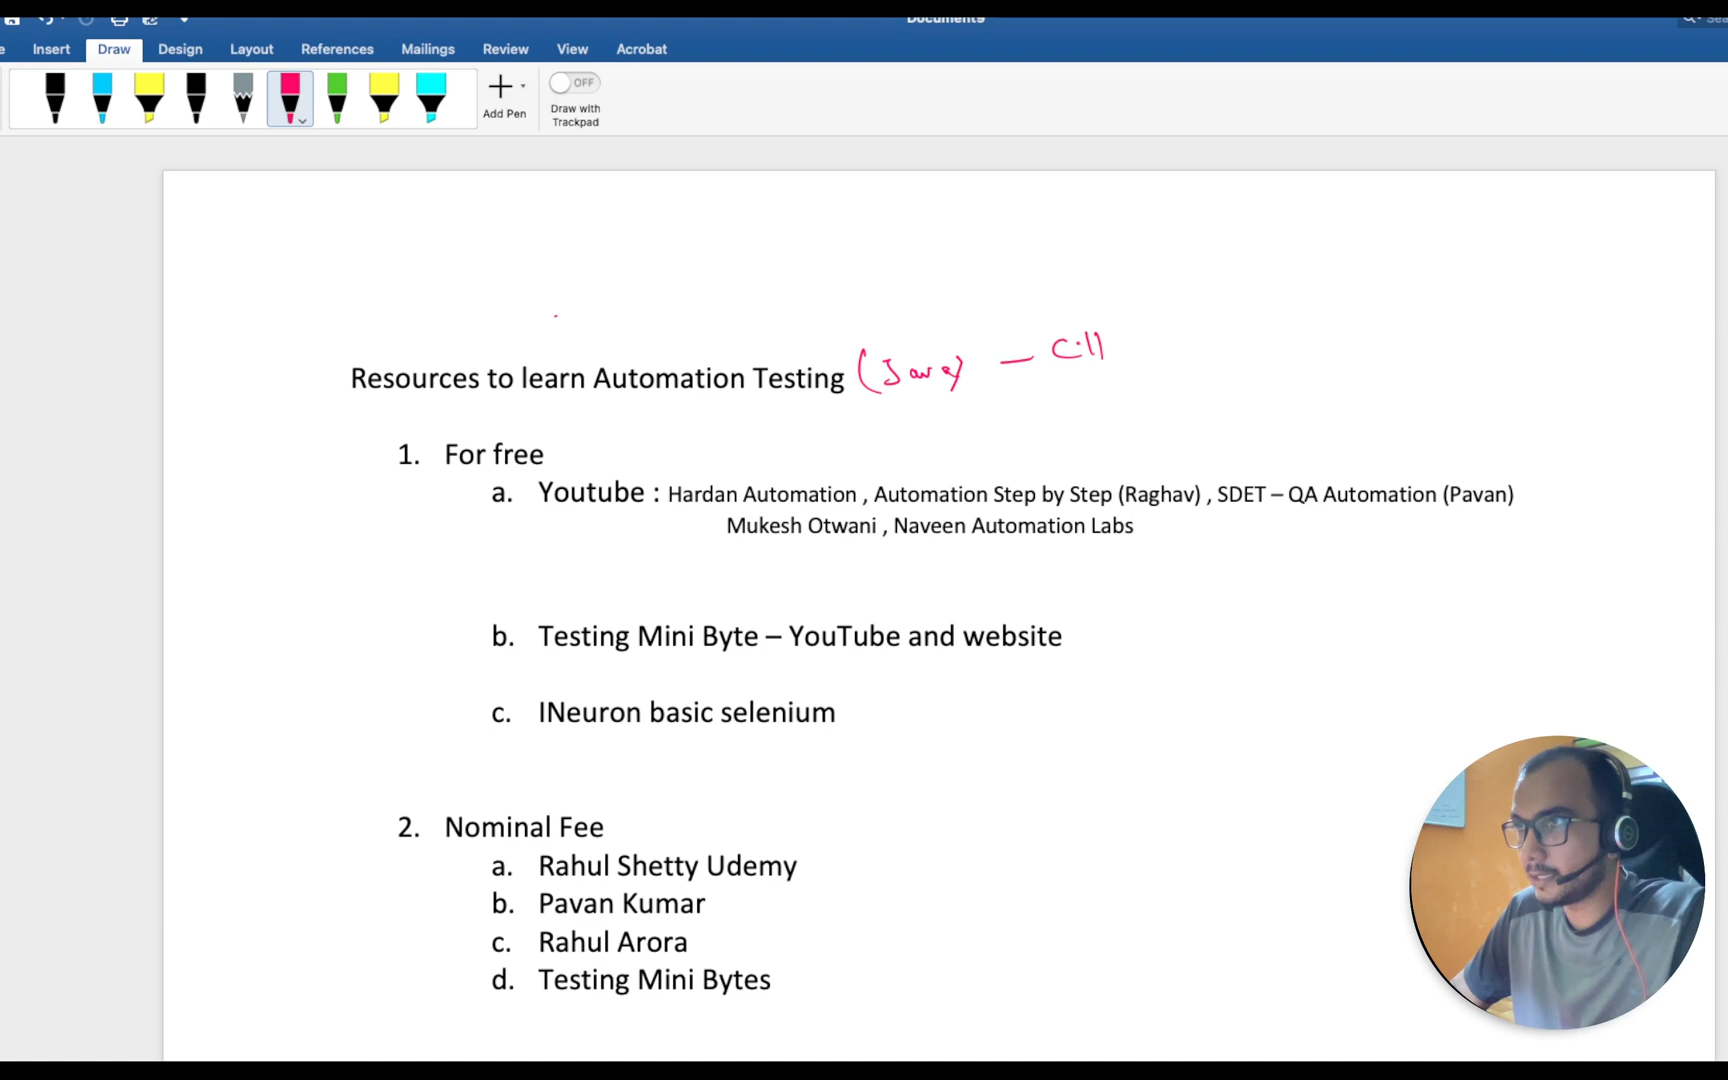 Document9
Insert Draw Design Layout References Mailings Review View Acrobat
Add Pen
OFF
Draw with
Trackpad
Resources to learn Automation Testing (Java) —
1. For free
a. Youtube : Hardan Automation , Automation Step by Step (Raghav) , SDET – QA Automation (Pavan)
Mukesh Otwani , Naveen Automation Labs
b. Testing Mini Byte – YouTube and website
c. INeuron basic selenium
2. Nominal Fee
a. Rahul Shetty Udemy
b. Pavan Kumar
c. Rahul Arora
d. Testing Mini Bytes